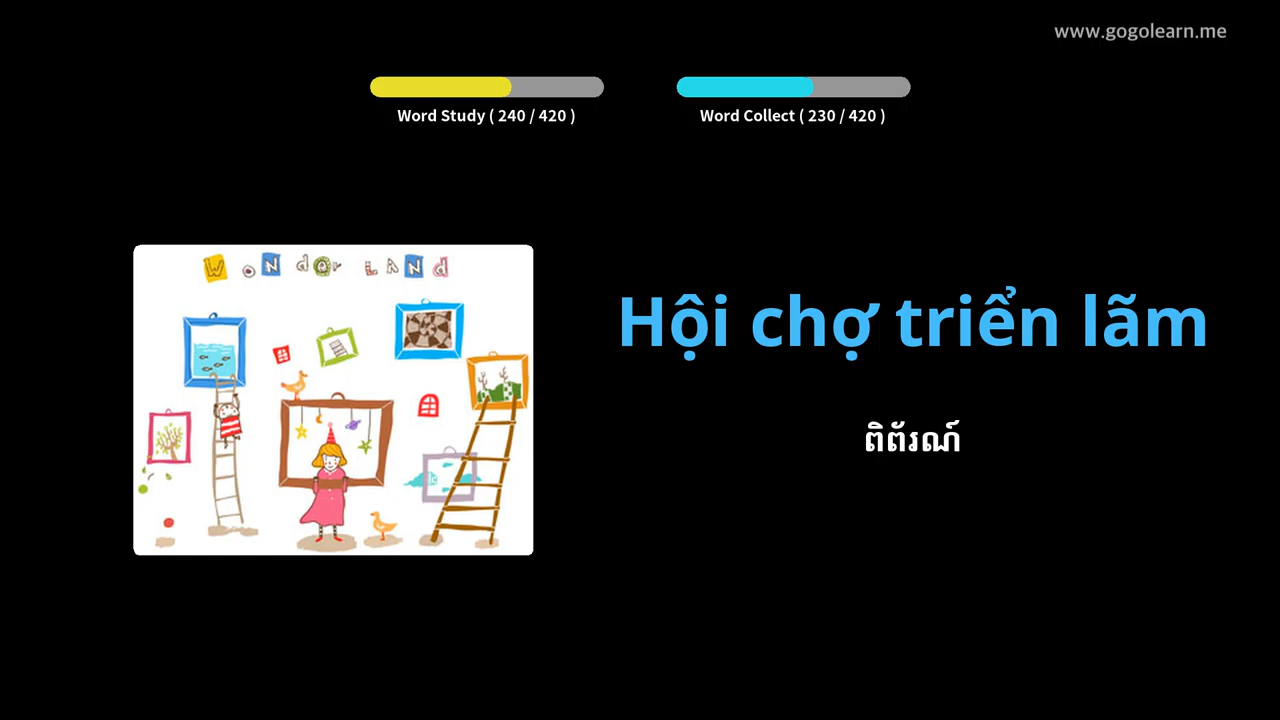 www.gogolearn.me
Word Study ( 240 / 420 )
Word Collect ( 230 / 420 )
WoNdər LANd
Hội chợ triển lãm
ពិព័រណ៍